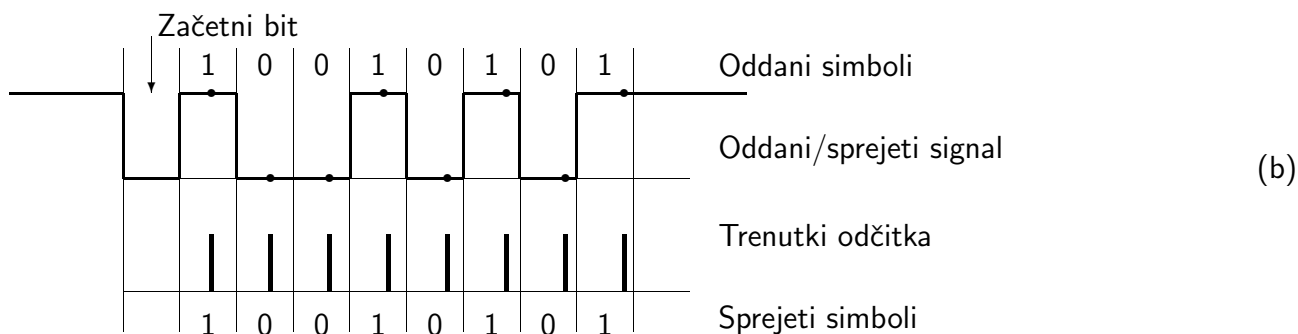 Začetni bit
1 0 0 1 0 1 0 1 Oddani simboli
Oddani/sprejeti signal
(b)
Trenutki odčitka
1 0 0 1 0 1 0 1 Sprejeti simboli